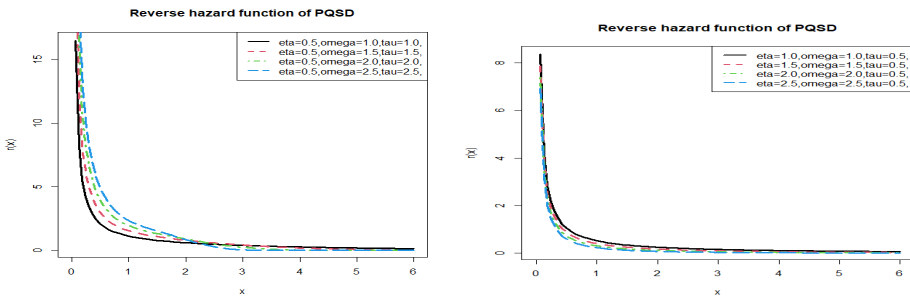 Reverse hazard function of PQSD
eta=0.5,omega=1.0,tau=1.0,
eta=0.5,omega=1.5,tau=1.5,
eta=0.5,omega=2.0,tau=2.0,
eta=0.5,omega=2.5,tau=2.5,
r(x)
15
10
5
0
0 1 2 3 4 5 6
x
Reverse hazard function of PQSD
eta=1.0,omega=1.0,tau=0.5,
eta=1.5,omega=1.5,tau=0.5,
eta=2.0,omega=2.0,tau=0.5,
eta=2.5,omega=2.5,tau=0.5,
r(x)
8
6
4
2
0
0 1 2 3 4 5 6
x